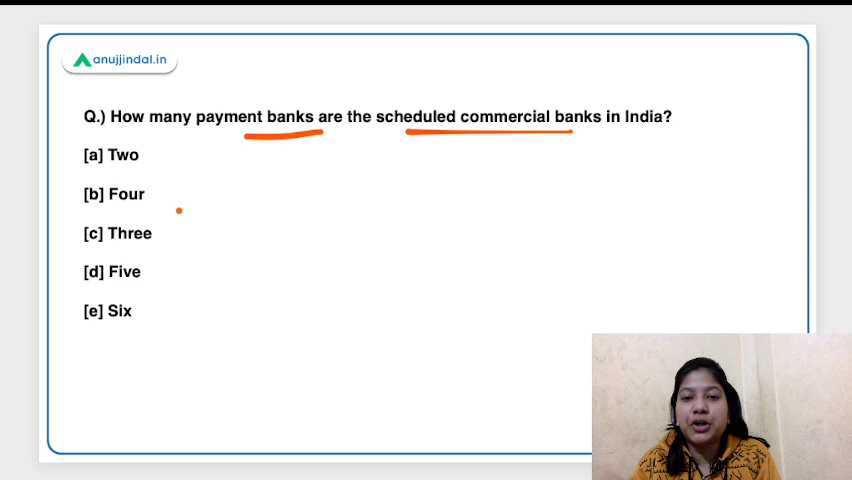 anujjindal.in
Q.) How many payment banks are the scheduled commercial banks in India?
[a] Two
[b] Four
[c] Three
[d] Five
[e] Six